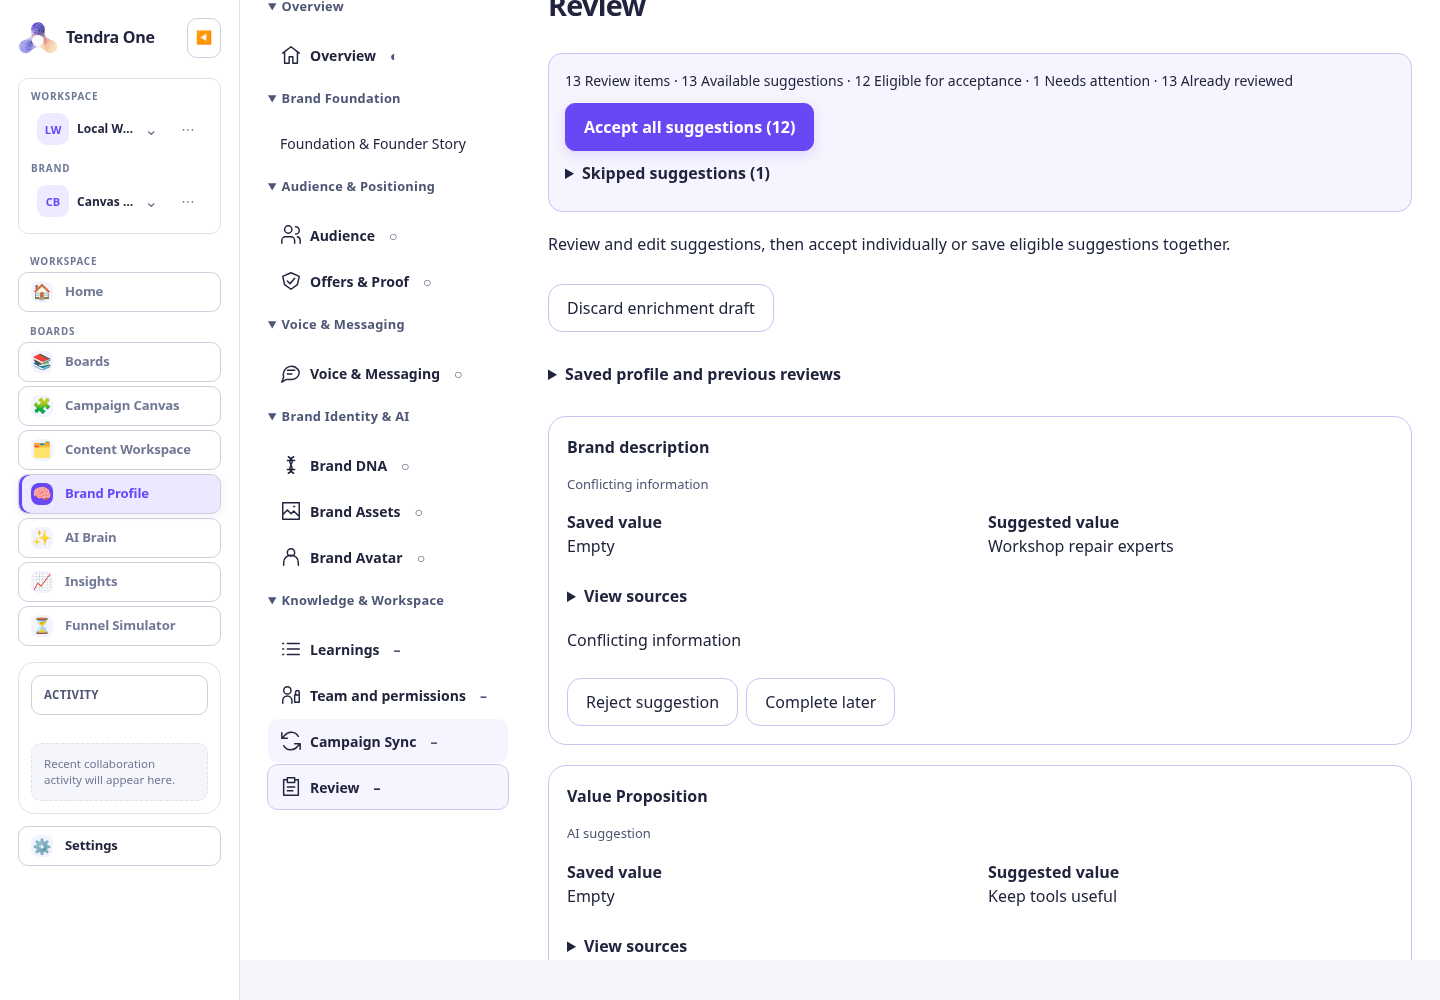 Tendra One
WORKSPACE
LW Local W...
BRAND
CB Canvas ...
WORKSPACE
Home
BOARDS
Boards
Campaign Canvas
Content Workspace
Brand Profile
AI Brain
Insights
Funnel Simulator
ACTIVITY
Recent collaboration
activity will appear here.
Settings
Overview
Overview
Brand Foundation
Foundation & Founder Story
Audience & Positioning
Audience
Offers & Proof
Voice & Messaging
Voice & Messaging
Brand Identity & AI
Brand DNA
Brand Assets
Brand Avatar
Knowledge & Workspace
Learnings –
Team and permissions –
Campaign Sync –
Review –
Review
13 Review items · 13 Available suggestions · 12 Eligible for acceptance · 1 Needs attention · 13 Already reviewed
Accept all suggestions (12)
Skipped suggestions (1)
Review and edit suggestions, then accept individually or save eligible suggestions together.
Discard enrichment draft
Saved profile and previous reviews
Brand description
Conflicting information
Saved value
Empty
Suggested value
Workshop repair experts
View sources
Conflicting information
Reject suggestion
Complete later
Value Proposition
AI suggestion
Saved value
Empty
Suggested value
Keep tools useful
View sources